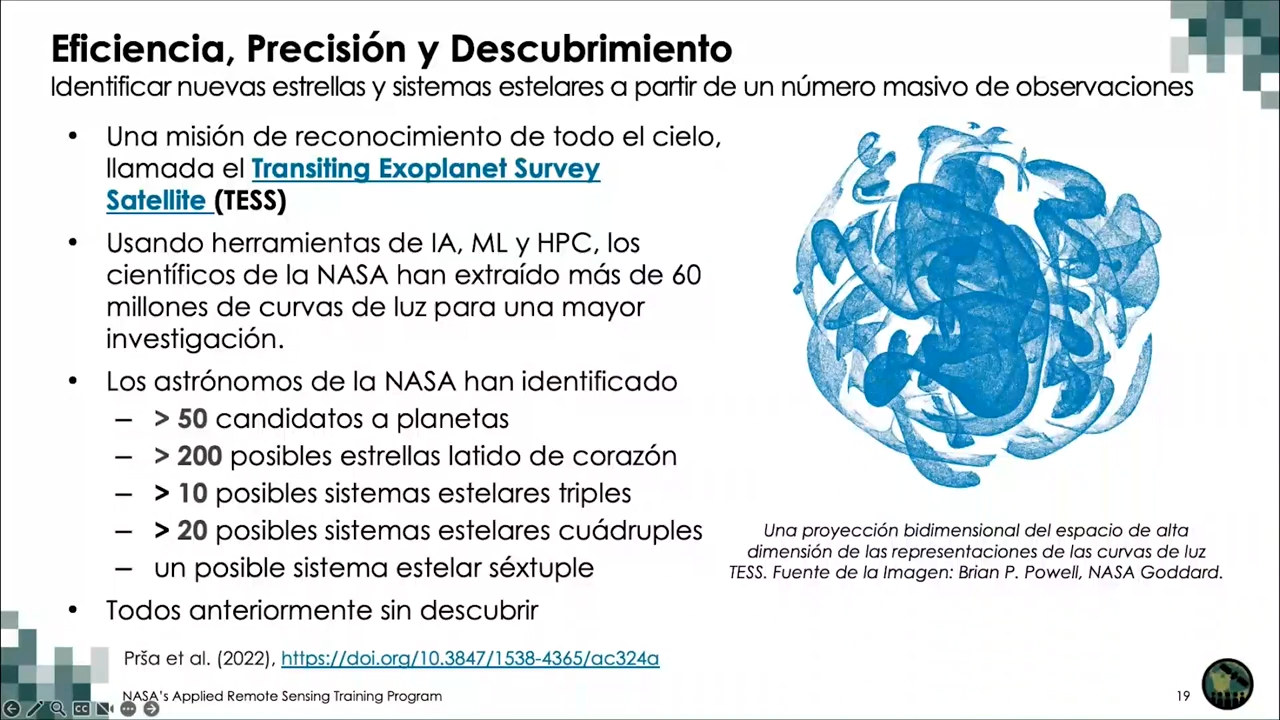 Eficiencia, Precisión y Descubrimiento
Identificar nuevas estrellas y sistemas estelares a partir de un número masivo de observaciones
• Una misión de reconocimiento de todo el cielo,
llamada el Transiting Exoplanet Survey
Satellite (TESS)
• Usando herramientas de IA, ML y HPC, los
científicos de la NASA han extraído más de 60
millones de curvas de luz para una mayor
investigación.
• Los astrónomos de la NASA han identificado
– > 50 candidatos a planetas
– > 200 posibles estrellas latido de corazón
– > 10 posibles sistemas estelares triples
– > 20 posibles sistemas estelares cuádruples
– un posible sistema estelar séxtuple
• Todos anteriormente sin descubrir
Una proyección bidimensional del espacio de alta
dimensión de las representaciones de las curvas de luz
TESS. Fuente de la Imagen: Brian P. Powell, NASA Goddard.
Prša et al. (2022), https://doi.org/10.3847/1538-4365/ac324a
NASA's Applied Remote Sensing Training Program
19
CC